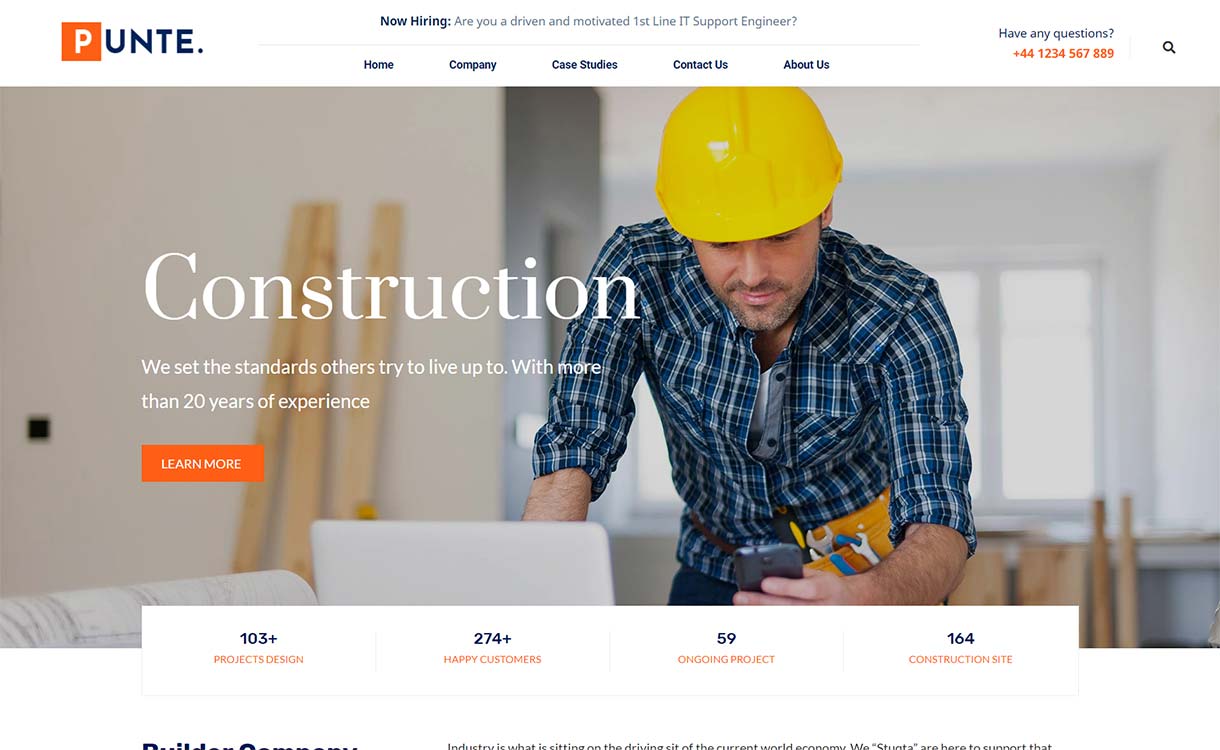 PUNTE.
Now Hiring: Are you a driven and motivated 1st Line IT Support Engineer?
Have any questions?
+44 1234 567 889
Home Company Case Studies Contact Us About Us
Construction
We set the standards others try to live up to. With more
than 20 years of experience
LEARN MORE
103+ 274+ 59 164
PROJECTS DESIGN HAPPY CUSTOMERS ONGOING PROJECT CONSTRUCTION SITE
Builder Company
Industry is what is sitting on the driving sit of the current world economy. We “Stuqta” are here to support that